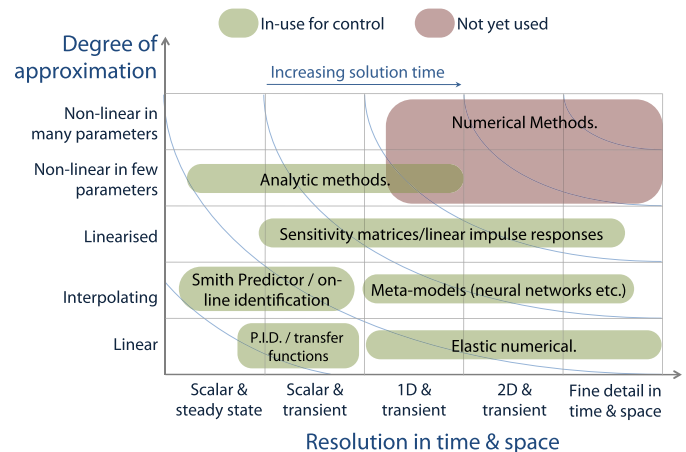 In-use for control
Not yet used
Degree of
approximation
Increasing solution time
Non-linear in
many parameters
Numerical Methods.
Non-linear in few
parameters
Analytic methods.
Linearised
Sensitivity matrices/linear impulse responses
Interpolating
Smith Predictor / on-
line identification
Meta-models (neural networks etc.)
Linear
P.I.D. / transfer
functions
Elastic numerical.
Scalar &
steady state
Scalar &
transient
1D &
transient
2D &
transient
Fine detail in
time & space
Resolution in time & space